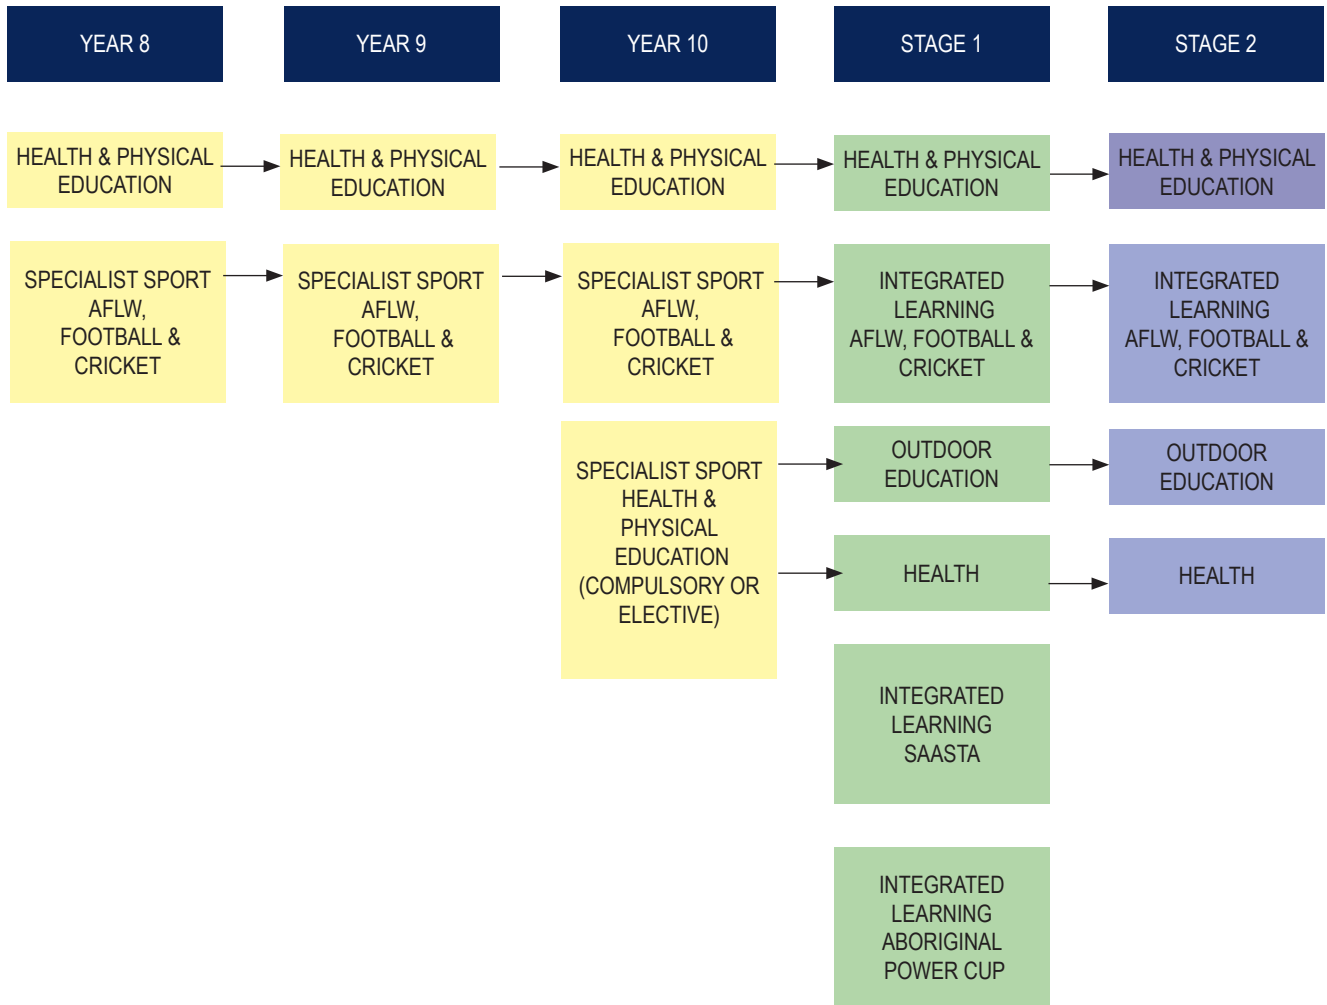 YEAR 8
YEAR 9
YEAR 10
STAGE 1
STAGE 2
HEALTH & PHYSICAL
EDUCATION
HEALTH & PHYSICAL
EDUCATION
HEALTH & PHYSICAL
EDUCATION
HEALTH & PHYSICAL
EDUCATION
HEALTH & PHYSICAL
EDUCATION
SPECIALIST SPORT
AFLW,
FOOTBALL &
CRICKET
SPECIALIST SPORT
AFLW,
FOOTBALL &
CRICKET
SPECIALIST SPORT
AFLW,
FOOTBALL &
CRICKET
INTEGRATED
LEARNING
AFLW, FOOTBALL &
CRICKET
INTEGRATED
LEARNING
AFLW, FOOTBALL &
CRICKET
SPECIALIST SPORT
HEALTH &
PHYSICAL
EDUCATION
(COMPULSORY OR
ELECTIVE)
OUTDOOR
EDUCATION
OUTDOOR
EDUCATION
HEALTH
HEALTH
INTEGRATED
LEARNING
SAASTA
INTEGRATED
LEARNING
ABORIGINAL
POWER CUP